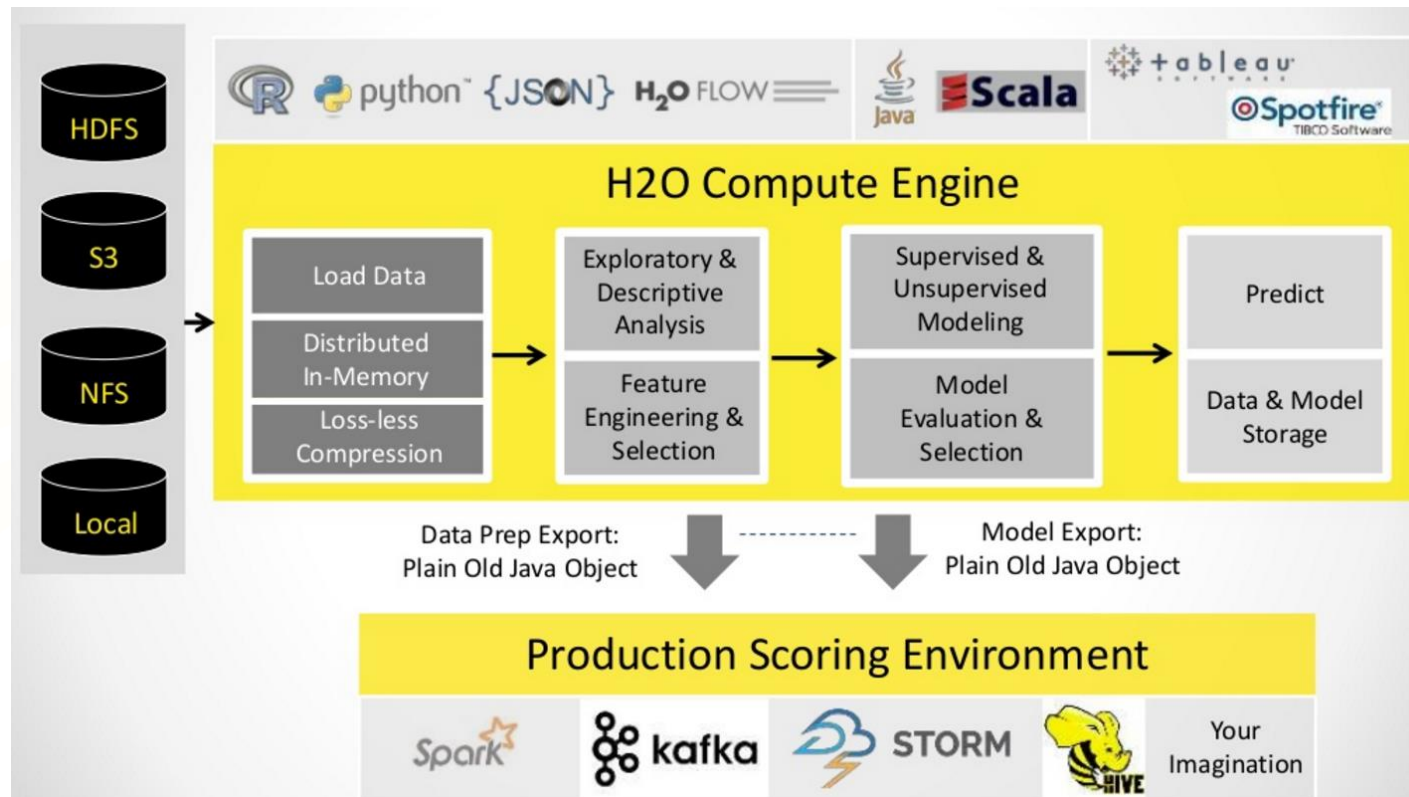 HDFS
S3
NFS
Local
R
python™
{JSON}
H2O FLOW
Java
Scala
+ableau
SOFTWARE
Spotfire®
TIBCO Software
H2O Compute Engine
Load Data
Distributed
In-Memory
Loss-less
Compression
Exploratory &
Descriptive
Analysis
Feature
Engineering &
Selection
Supervised &
Unsupervised
Modeling
Model
Evaluation &
Selection
Predict
Data & Model
Storage
Data Prep Export:
Plain Old Java Object
Model Export:
Plain Old Java Object
Production Scoring Environment
Spark
kafka
STORM
HIVE
Your
Imagination